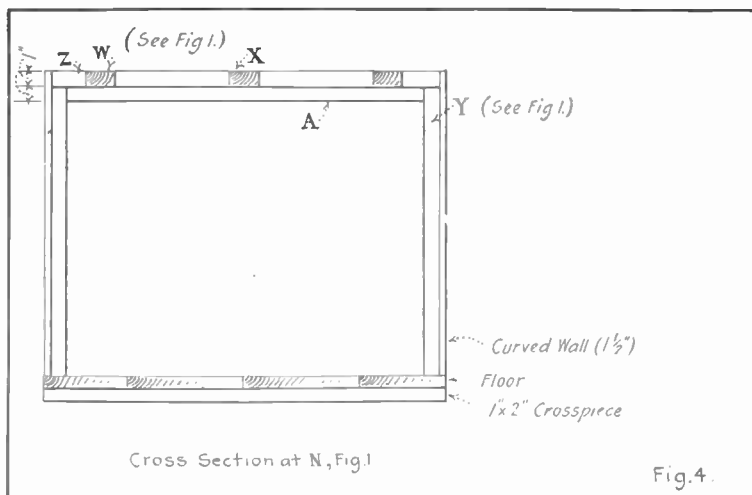 (See Fig 1.)
Z W X
1"
A
Y (See Fig 1.)
Curved Wall (1½")
Floor
1"x 2" Crosspiece
Cross Section at N, Fig.1
Fig.4.